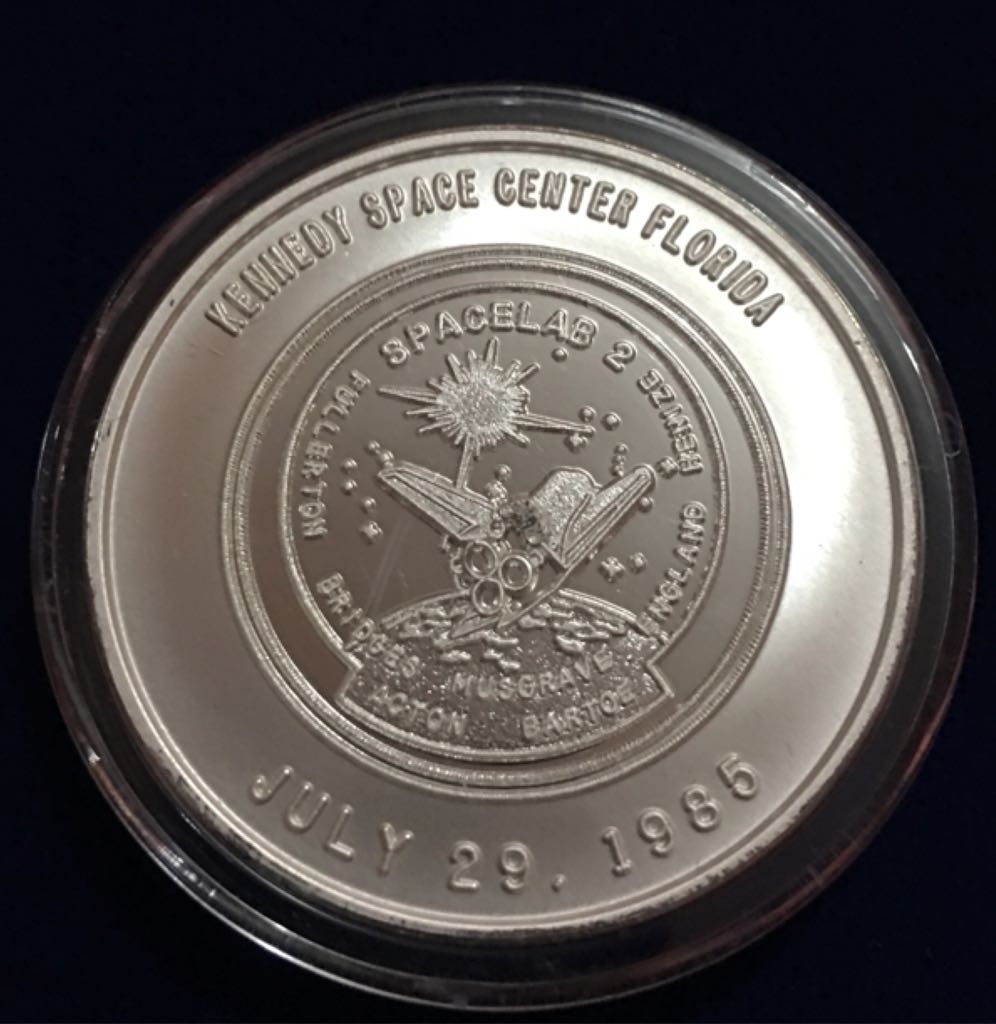 KENNEDY SPACE CENTER FLORIDA
SPACELAB 2
FULLERTON
HENIZE
ENGLAND
BRIDGES
MUSGRAVE
ACTON
BARTOE
JULY 29, 1985